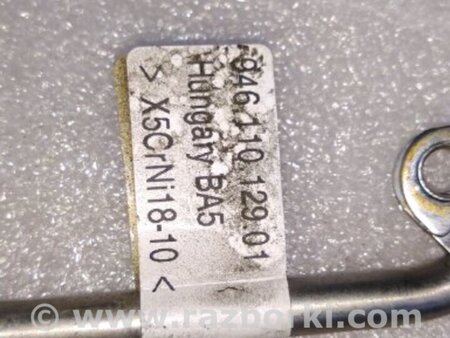 946.110.129.01
Hungary BA5
> X5CrNi18-10 <
© www.razborki.com